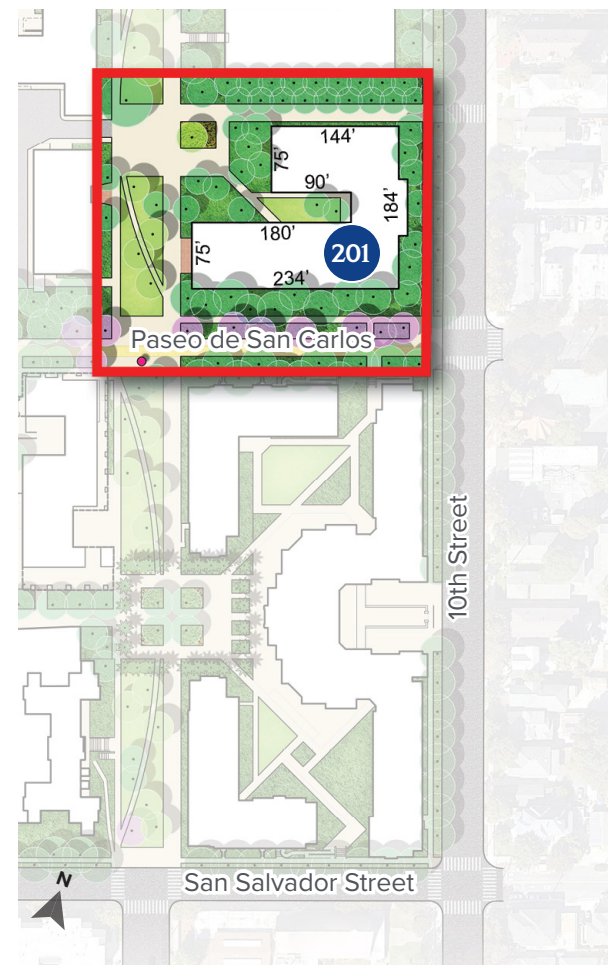 144'
75'
90'
184'
180'
75'
201
234'
Paseo de San Carlos
10th Street
N
San Salvador Street